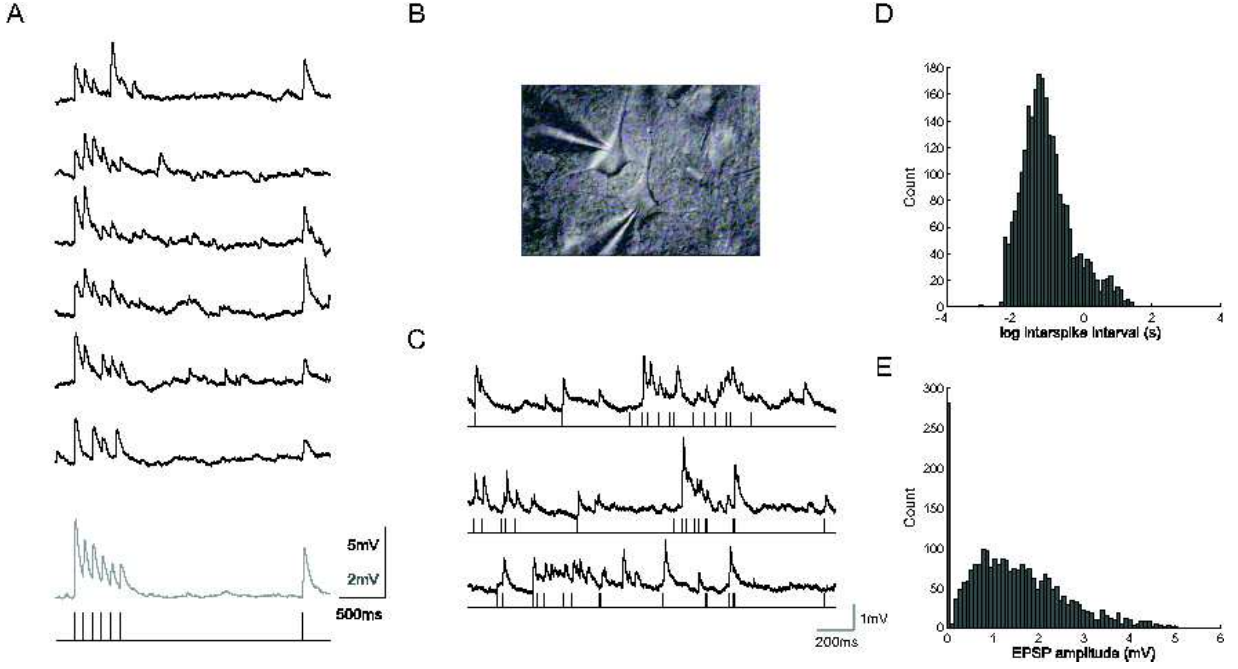 A
5mV
2mV
500ms
B
C
1mV
200ms
D
180
160
140
120
100
80
60
40
20
0
Count
-4
-2
0
2
4
log Interspike Interval (s)
E
300
250
200
150
100
50
0
Count
0
1
2
3
4
5
6
EPSP amplitude (mV)